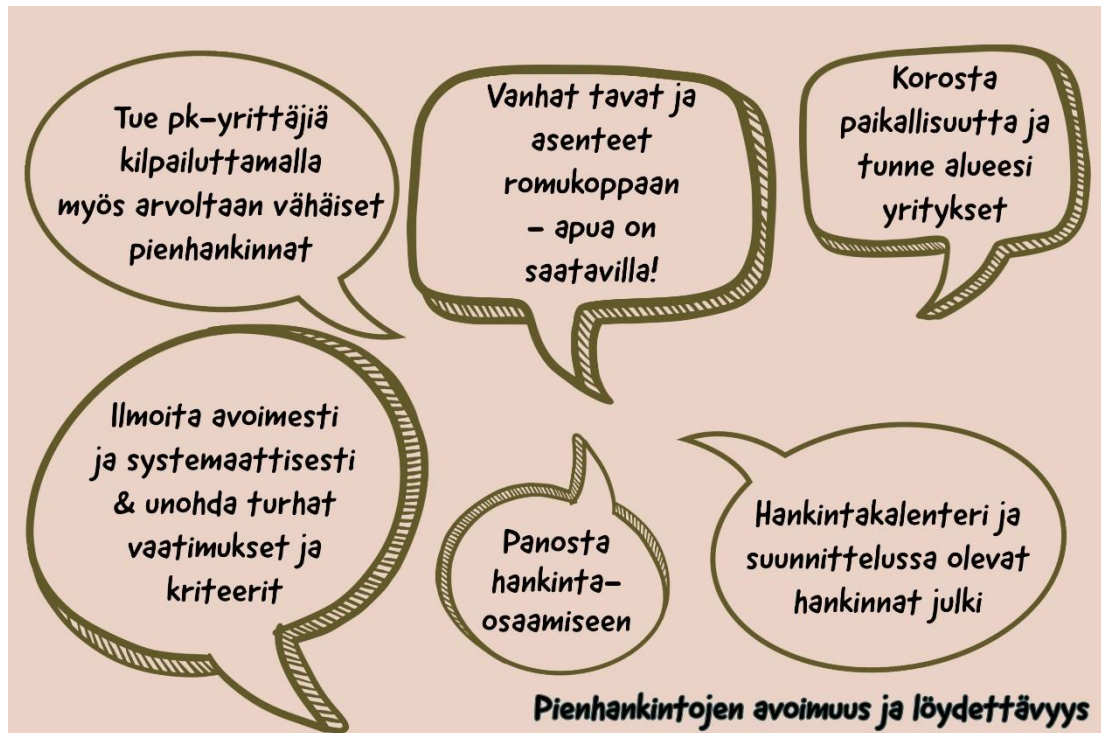 Tue pk-yrittäjiä
kilpailuttamalla
myös arvoltaan vähäiset
pienhankinnat
Vanhat tavat ja
asenteet
romukoppaan
- apua on
saatavilla!
Korosta
paikallisuutta ja
tunne alueesi
yritykset
Ilmoita avoimesti
ja systemaattisesti
& unohda turhat
vaatimukset ja
kriteerit
Panosta
hankinta-
osaamiseen
Hankintakalenteri ja
suunnittelussa olevat
hankinnat julki
Pienhankintojen avoimuus ja löydettävyys